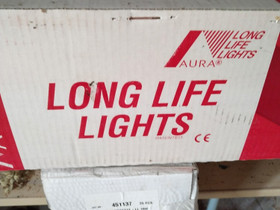 LONG
LIFE
LIGHTS
AURA®
LONG LIFE
LIGHTS
CE
451137